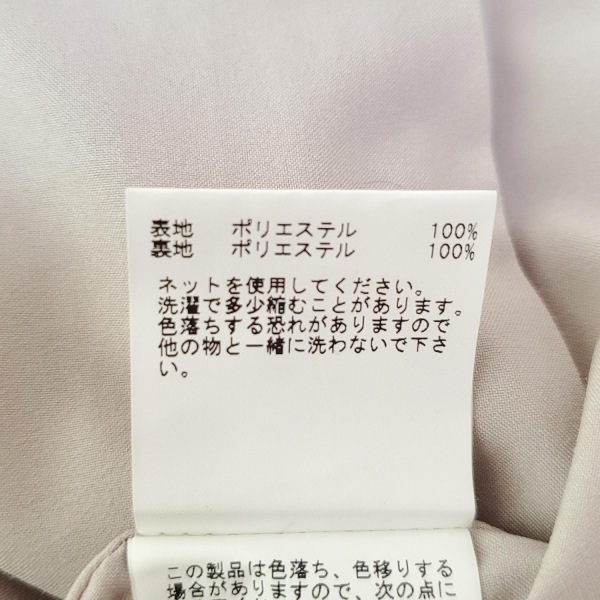 表地 ポリエステル 100%
裏地 ポリエステル 100%
ネットを使用してください。
洗濯で多少縮むことがあります。
色落ちする恐れがありますので
他の物と一緒に洗わないで下さ
い。
この製品は色落ち、色移りする
場合がありますので、次の点に